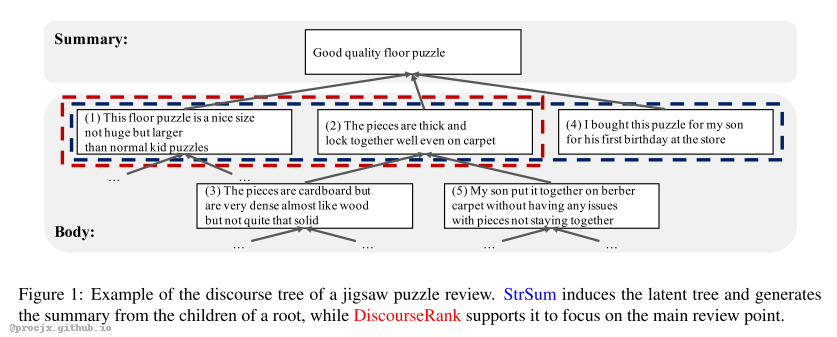 Summary:
Good quality floor puzzle
(1) This floor puzzle is a nice size
not huge but larger
than normal kid puzzles
(2) The pieces are thick and
lock together well even on carpet
(4) I bought this puzzle for my son
for his first birthday at the store
...
...
(3) The pieces are cardboard but
are very dense almost like wood
but not quite that solid
(5) My son put it together on berber
carpet without having any issues
with pieces not staying together
Body:
...
...
...
...
Figure 1: Example of the discourse tree of a jigsaw puzzle review. StrSum induces the latent tree and generates
the summary from the children of a root, while DiscourseRank supports it to focus on the main review point.
@procjx.github.io